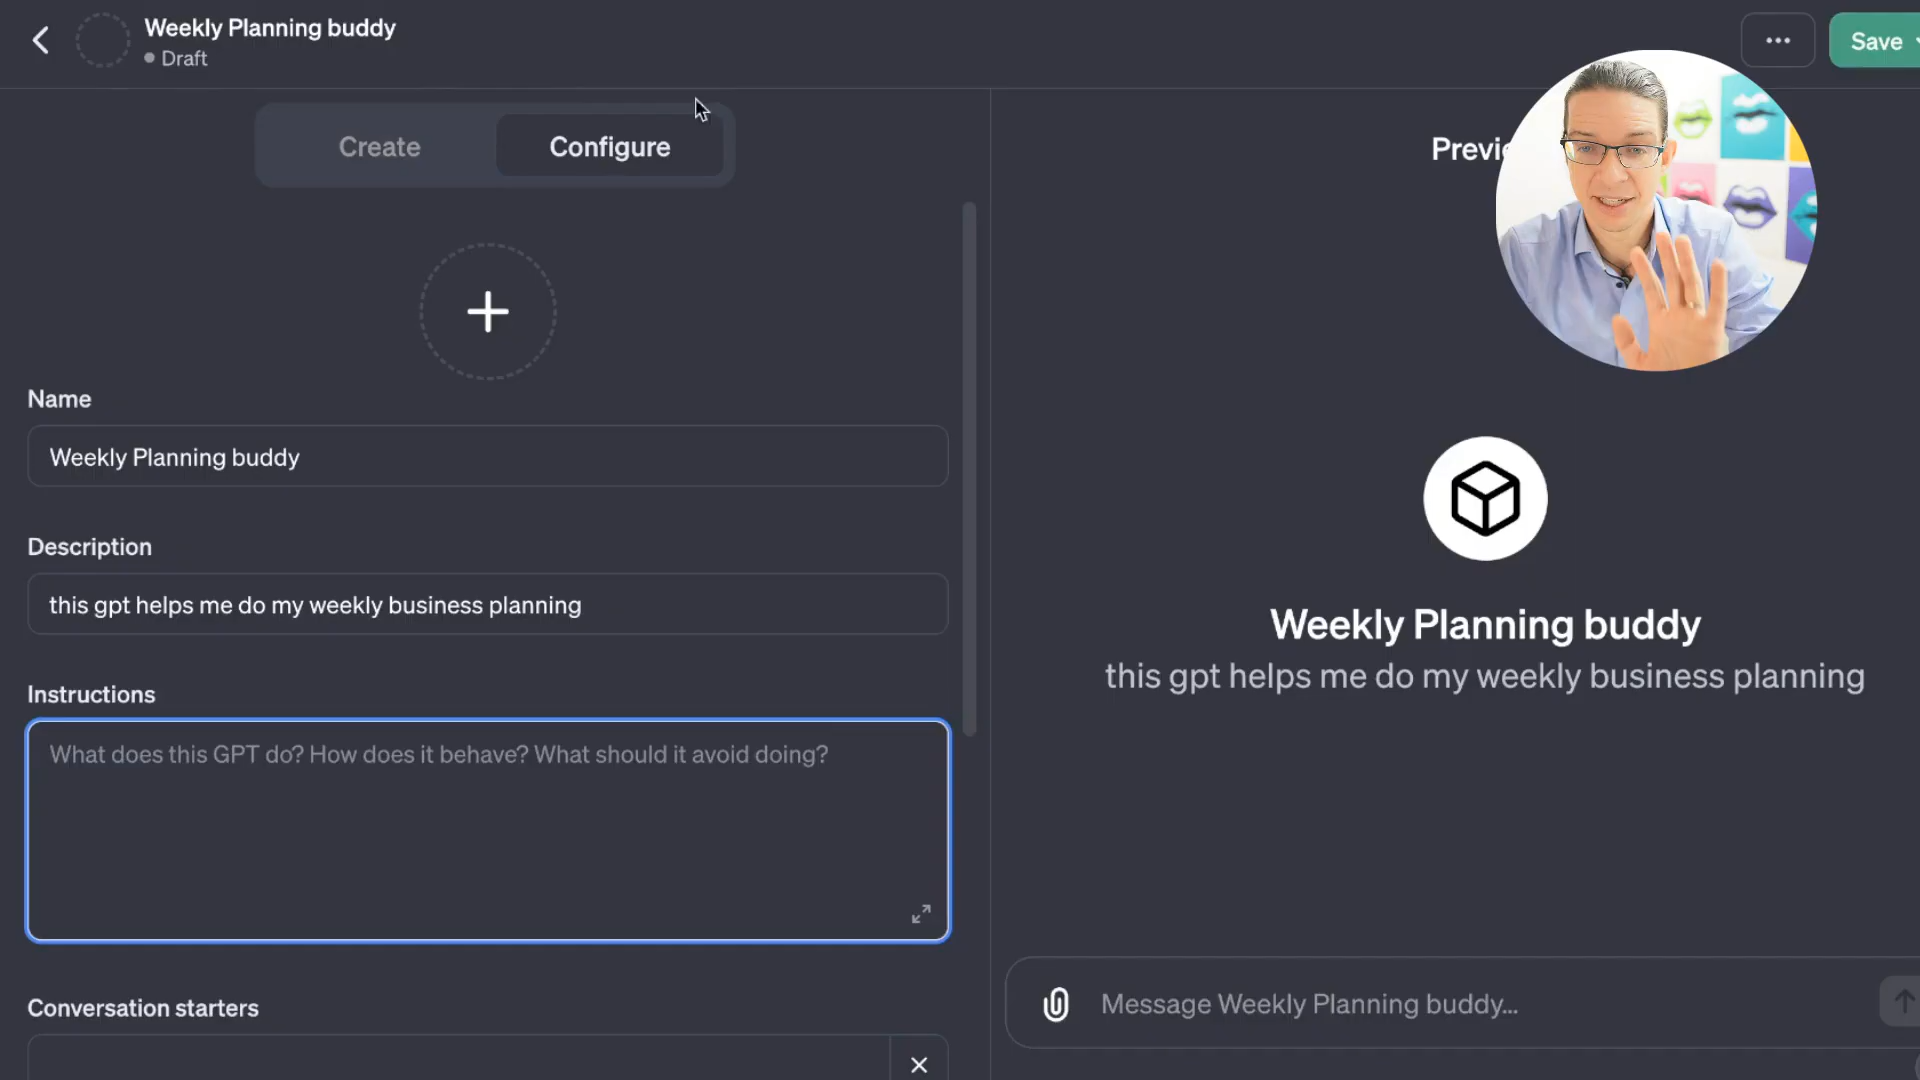 Weekly Planning buddy
Draft
Save
Create
Configure
Name
Weekly Planning buddy
Description
this gpt helps me do my weekly business planning
Instructions
What does this GPT do? How does it behave? What should it avoid doing?
Conversation starters
Previe
Weekly Planning buddy
this gpt helps me do my weekly business planning
Message Weekly Planning buddy...